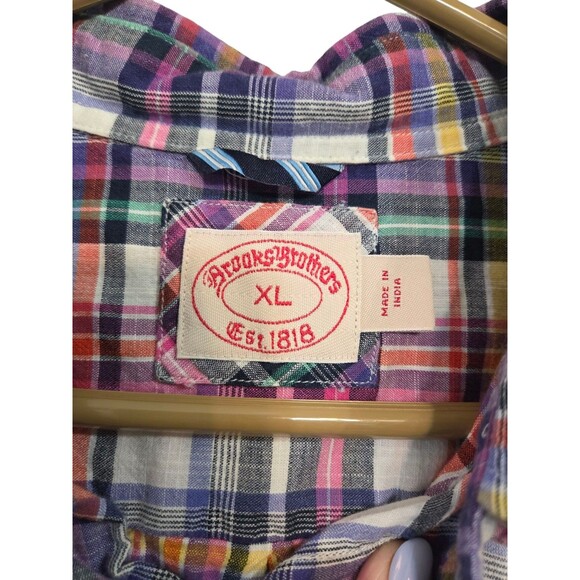 Brooks Brothers
XL
Est. 1818
MADE IN
INDIA